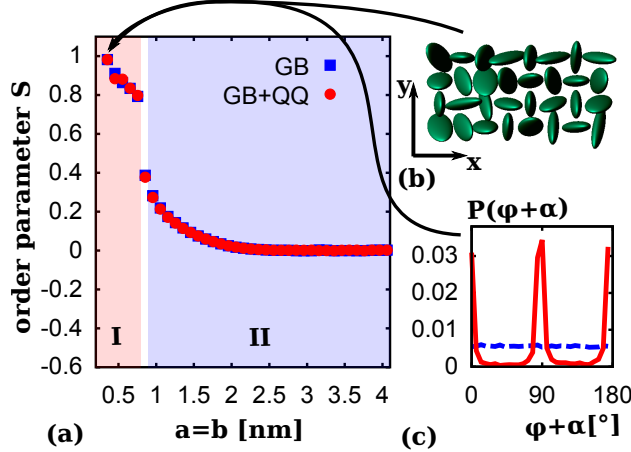 order parameter S
1
0.8
0.6
0.4
0.2
0
-0.2
-0.4
-0.6
GB
GB+QQ
I
II
0.5
1
1.5
2
2.5
3
3.5
4
a=b [nm]
(a)
y
x
(b)
P(φ+α)
0.03
0.02
0.01
0
0
90
180
φ+α[°]
(c)